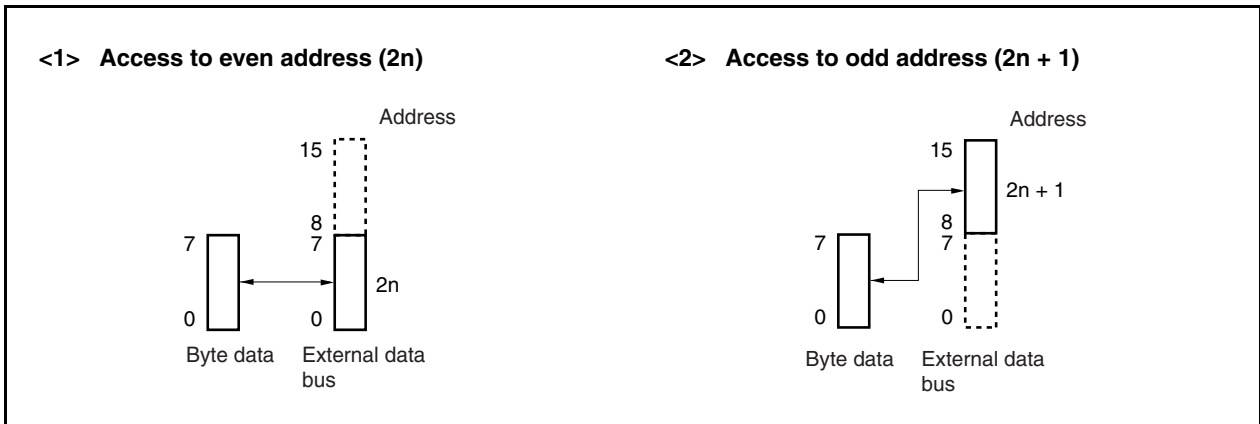 <1> Access to even address (2n)
Address
15
8
7
7
2n
0
0
Byte data
External data
bus
<2> Access to odd address (2n + 1)
Address
15
2n + 1
8
7
7
0
0
Byte data
External data
bus